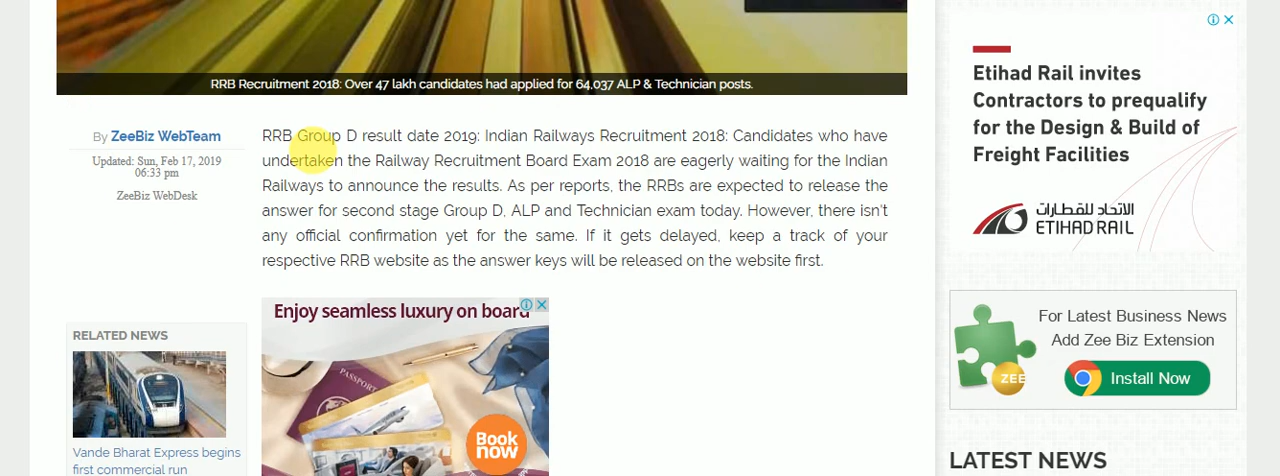 RRB Recruitment 2018: Over 47 lakh candidates had applied for 64,037 ALP & Technician posts.
By ZeeBiz WebTeam
Updated: Sun, Feb 17, 2019
06:33 pm
ZeeBiz WebDesk
RRB Group D result date 2019: Indian Railways Recruitment 2018: Candidates who have
undertaken the Railway Recruitment Board Exam 2018 are eagerly waiting for the Indian
Railways to announce the results. As per reports, the RRBs are expected to release the
answer for second stage Group D, ALP and Technician exam today. However, there isn't
any official confirmation yet for the same. If it gets delayed, keep a track of your
respective RRB website as the answer keys will be released on the website first.
RELATED NEWS
Vande Bharat Express begins
first commercial run
Enjoy seamless luxury on board
PASSPORT
Book
now
Etihad Rail invites
Contractors to prequalify
for the Design & Build of
Freight Facilities
الاتحاد للقطارات
ETIHAD RAIL
For Latest Business News
Add Zee Biz Extension
ZEE
Install Now
LATEST NEWS